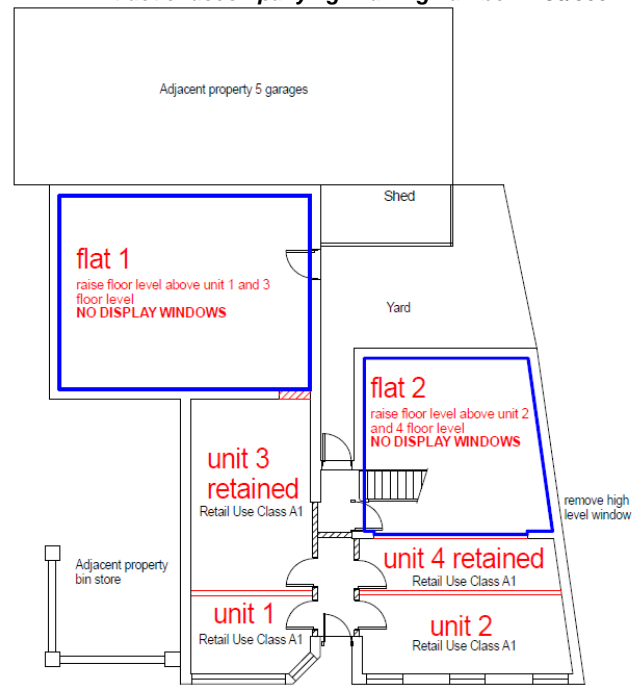 Adjacent property 5 garages
Shed
flat 1
raise floor level above unit 1 and 3
floor level
NO DISPLAY WINDOWS
Yard
flat 2
raise floor level above unit 2
and 4 floor level
NO DISPLAY WINDOWS
unit 3
retained
Retail Use Class A1
remove high
level window
Adjacent property
bin store
unit 4 retained
Retail Use Class A1
unit 1
Retail Use Class A1
unit 2
Retail Use Class A1